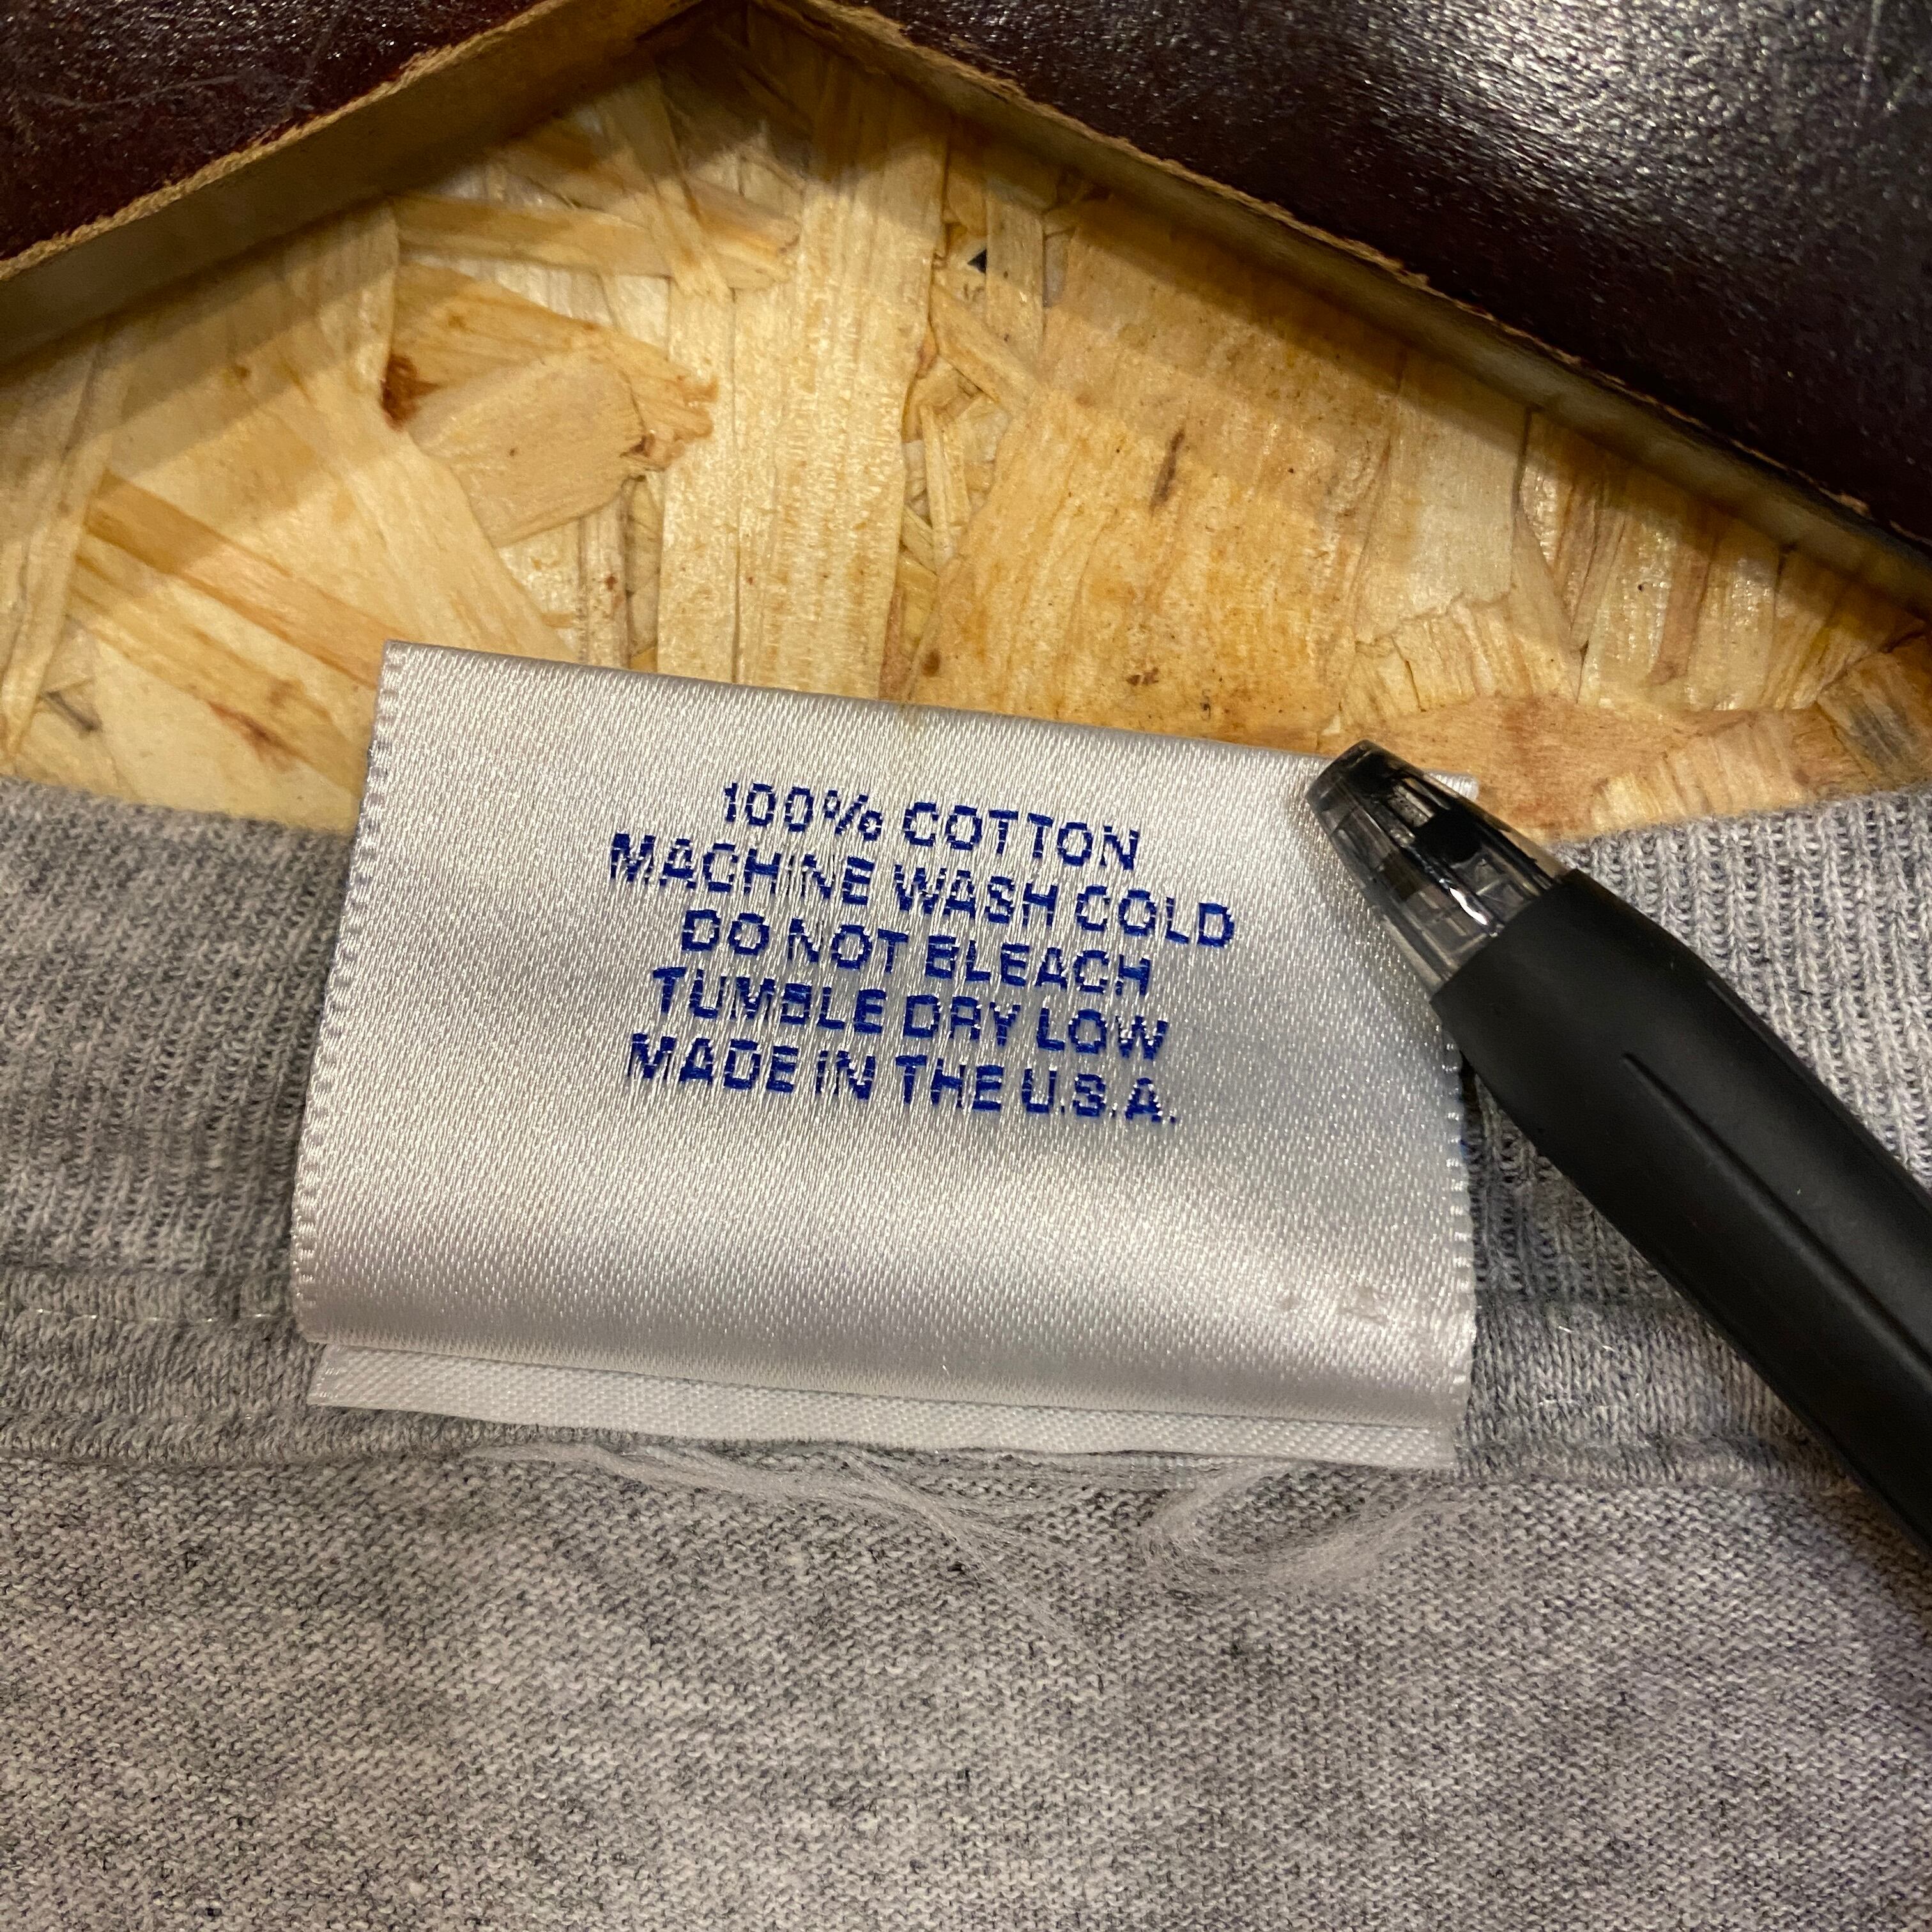 100% COTTON
MACHINE WASH COLD
DO NOT BLEACH
TUMBLE DRY LOW
MADE IN THE U.S.A.